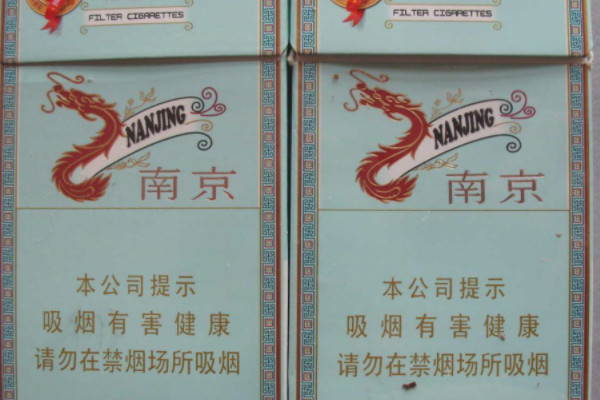 FILTER CIGARETTES
NANJING
南京
本公司提示
吸烟有害健康
请勿在禁烟场所吸烟
FILTER CIGARETTES
NANJING
南京
本公司提示
吸烟有害健康
请勿在禁烟场所吸烟